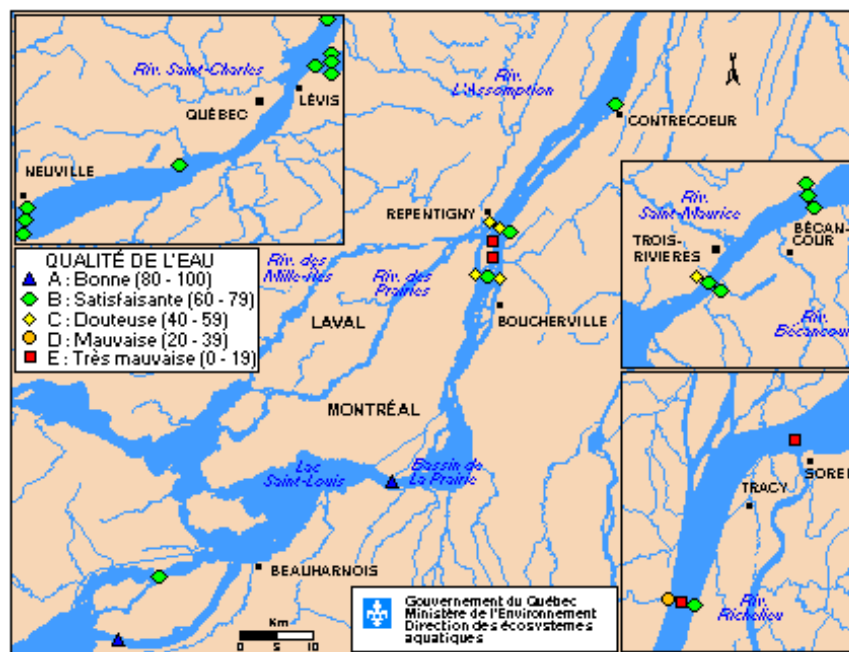 Riv. Saint-Charles
QUÉBEC
LÉVIS
NEUVILLE
Riv.
L'Assomption
CONTRECOEUR
REPENTIGNY
Riv.
Saint-Maurice
TROIS-
RIVIERES
BÉCAN-
COUR
Riv.
Bécancour
QUALITÉ DE L'EAU
A : Bonne (80 - 100)
B : Satisfaisante (60 - 79)
C : Douteuse (40 - 59)
D : Mauvaise (20 - 39)
E : Très mauvaise (0 - 19)
Riv. des
Mille-Iles
Riv. des
Prairies
LAVAL
BOUCHERVILLE
MONTRÉAL
Lac
Saint-Louis
Bassin de
La Prairie
BEAUHARNOIS
SOREL
TRACY
Riv.
Richelieu
Km
0 5 10
Gouvernement du Québec
Ministère de l'Environnement
Direction des écosystèmes
aquatiques